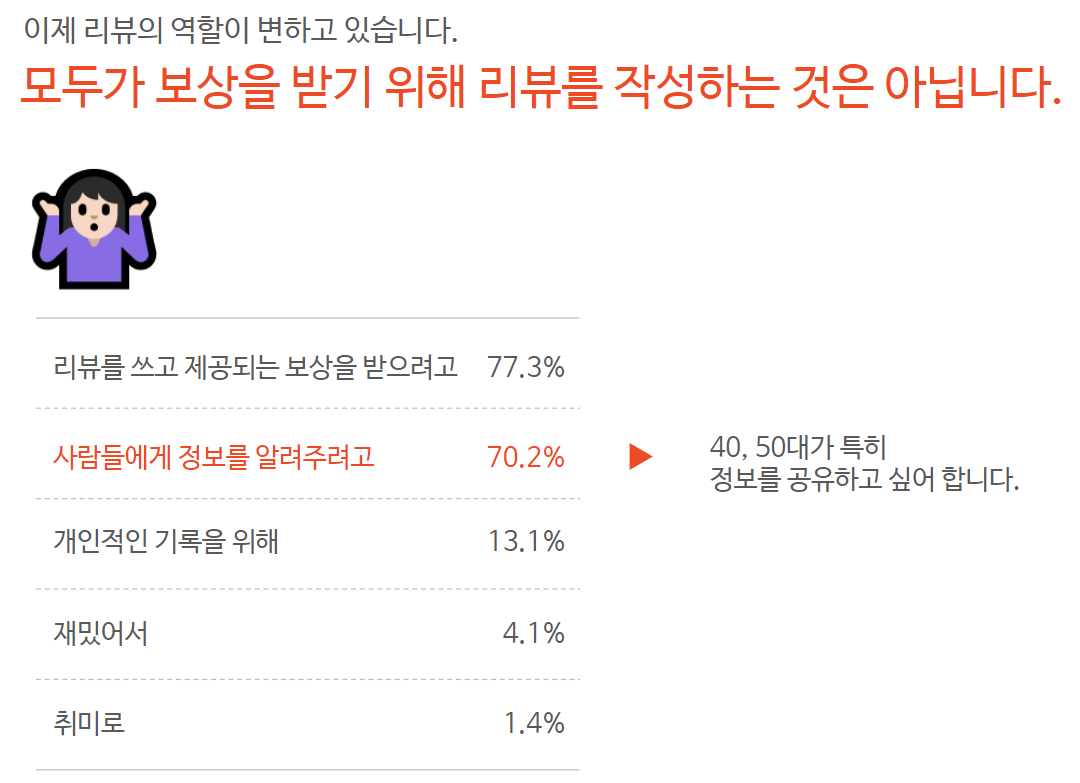 이제 리뷰의 역할이 변하고 있습니다.
모두가 보상을 받기 위해 리뷰를 작성하는 것은 아닙니다.
리뷰를 쓰고 제공되는 보상을 받으려고 77.3%
사람들에게 정보를 알려주려고 70.2%
40, 50대가 특히
정보를 공유하고 싶어 합니다.
개인적인 기록을 위해 13.1%
재밌어서 4.1%
취미로 1.4%